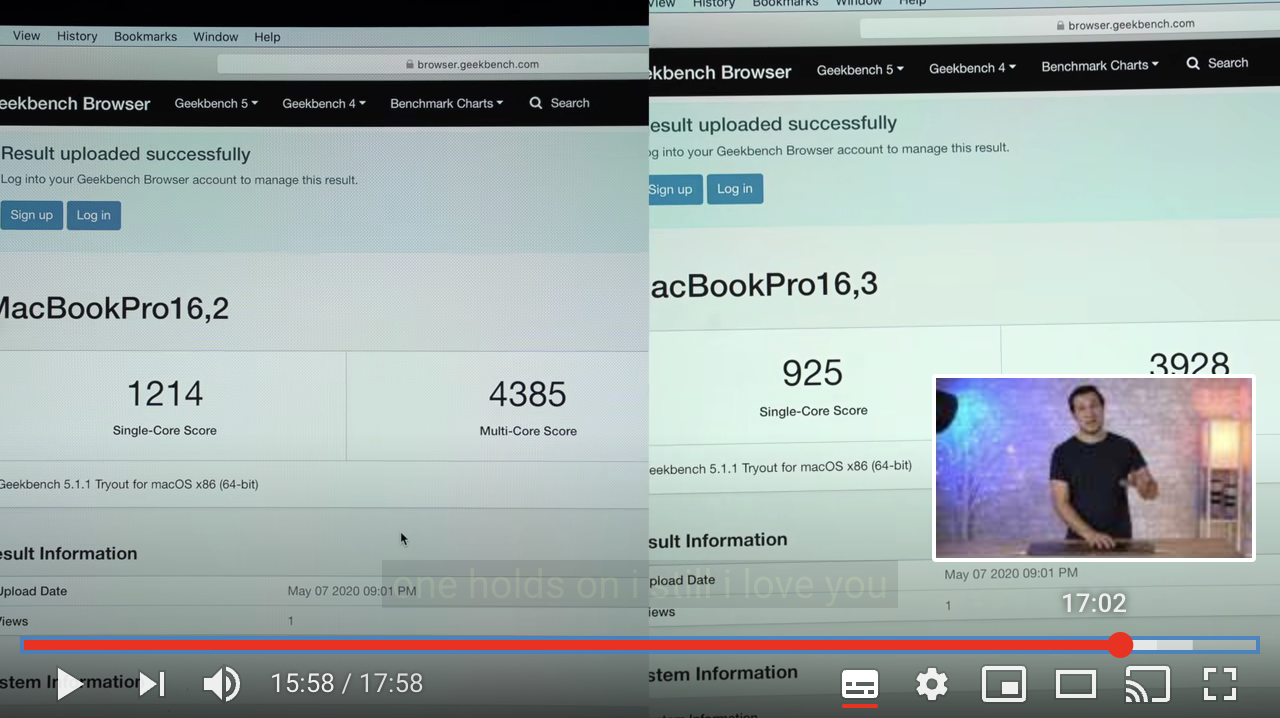 View History Bookmarks Window Help
browser.geekbench.com
eekbench Browser Geekbench 5 Geekbench 4 Benchmark Charts Search
Result uploaded successfully
Log into your Geekbench Browser account to manage this result.
Sign up Log in
MacBookPro16,2
1214 4385
Single-Core Score Multi-Core Score
Geekbench 5.1.1 Tryout for macOS x86 (64-bit)
esult Information
Upload Date May 07 2020 09:01 PM
iews 1
stem Information
View History Bookmarks Window Help
browser.geekbench.com
ekbench Browser Geekbench 5 Geekbench 4 Benchmark Charts Search
esult uploaded successfully
og into your Geekbench Browser account to manage this result.
Sign up Log in
acBookPro16,3
925 3928
Single-Core Score
eekbench 5.1.1 Tryout for macOS x86 (64-bit)
sult Information
pload Date May 07 2020 09:01 PM
iews 1
stem Information
one holds on i still i love you
17:02
15:58 / 17:58